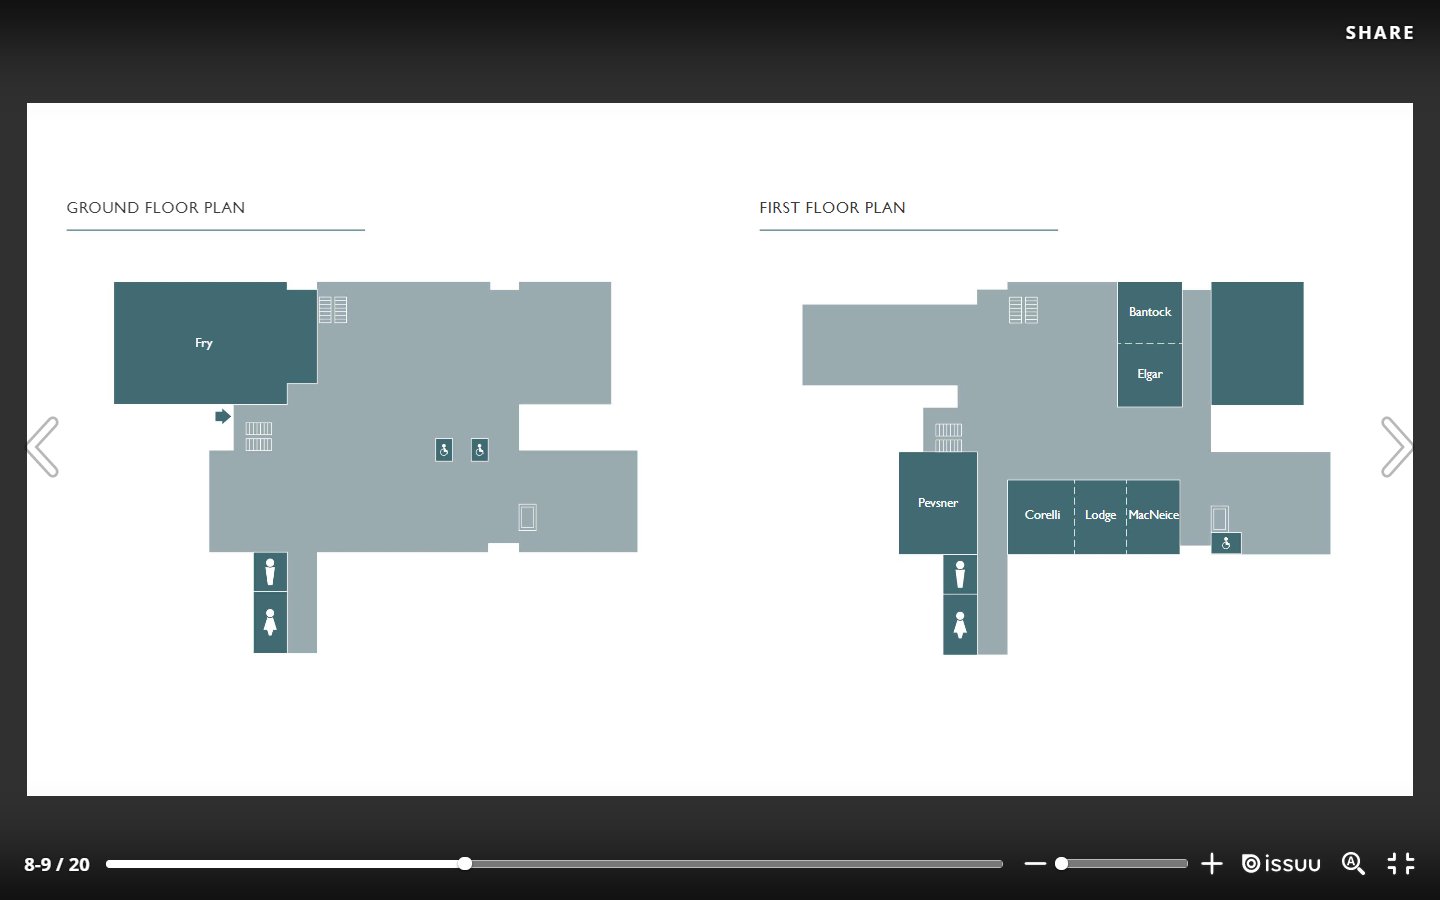 SHARE
GROUND FLOOR PLAN
Fry
FIRST FLOOR PLAN
Bantock
Elgar
Pevsner
Corelli
Lodge
MacNeice
8-9 / 20
issuu
A